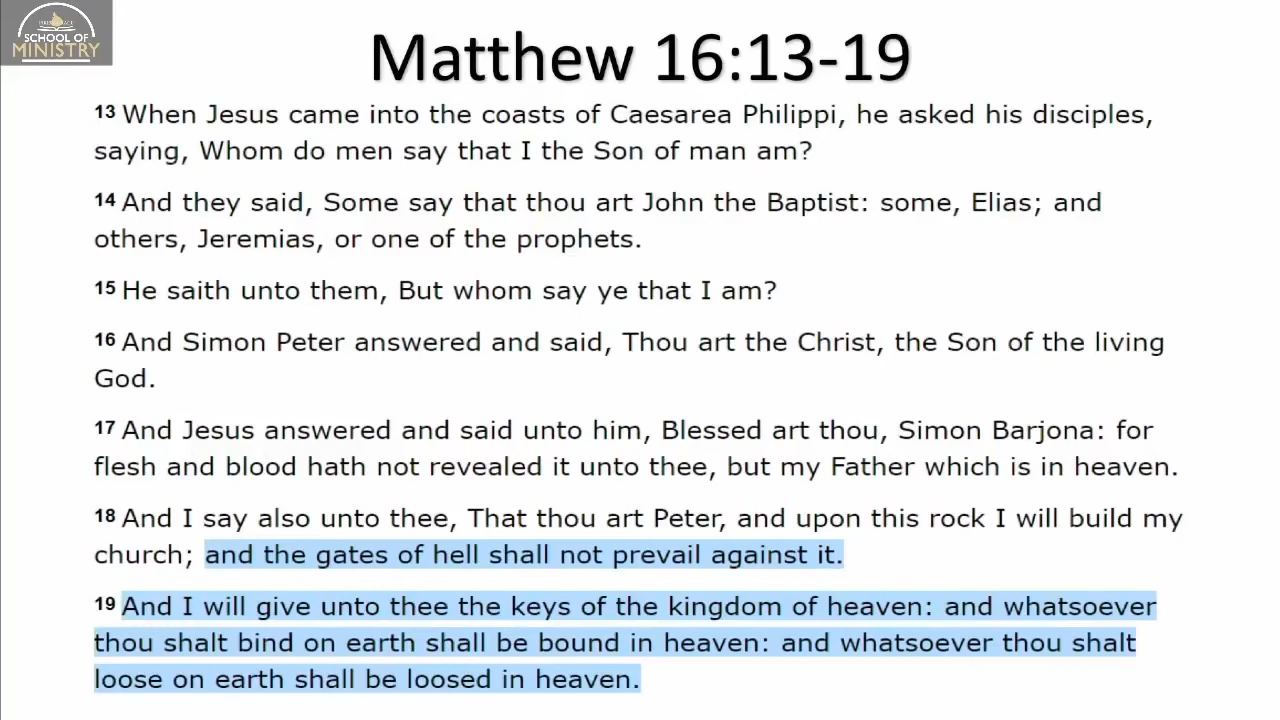 SCHOOL OF
MINISTRY
Matthew 16:13-19
13 When Jesus came into the coasts of Caesarea Philippi, he asked his disciples,
saying, Whom do men say that I the Son of man am?
14 And they said, Some say that thou art John the Baptist: some, Elias; and
others, Jeremias, or one of the prophets.
15 He saith unto them, But whom say ye that I am?
16 And Simon Peter answered and said, Thou art the Christ, the Son of the living
God.
17 And Jesus answered and said unto him, Blessed art thou, Simon Barjona: for
flesh and blood hath not revealed it unto thee, but my Father which is in heaven.
18 And I say also unto thee, That thou art Peter, and upon this rock I will build my
church; and the gates of hell shall not prevail against it.
19 And I will give unto thee the keys of the kingdom of heaven: and whatsoever
thou shalt bind on earth shall be bound in heaven: and whatsoever thou shalt
loose on earth shall be loosed in heaven.